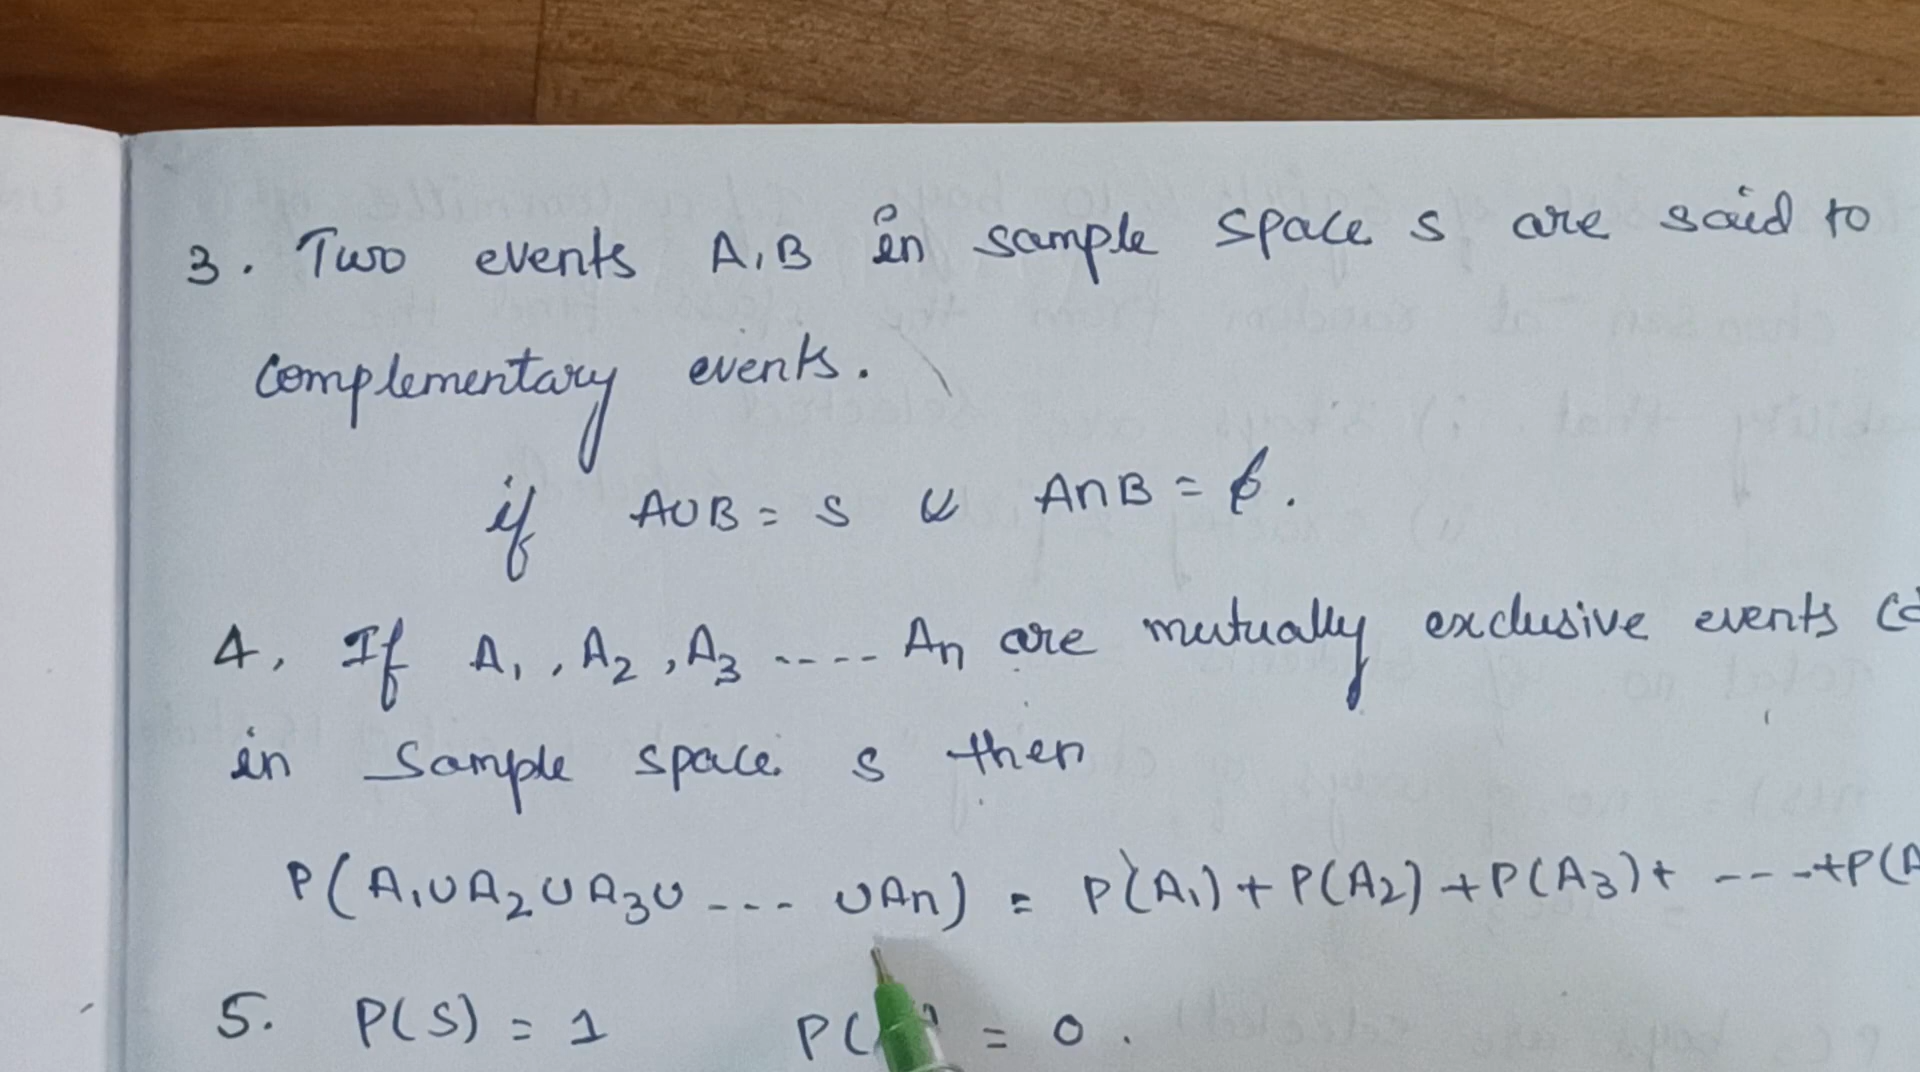 3. Two events A,B in sample space s are said to
complementary events.
if A∪B = s & A∩B = ϕ.
4. If A₁, A₂, A₃ ---- An are mutually exclusive events
in sample space s then
P(A₁∪A₂∪A₃∪ --- ∪An) = P(A₁) + P(A₂) + P(A₃) + ---+P(A
5. P(S) = 1 P( = 0.